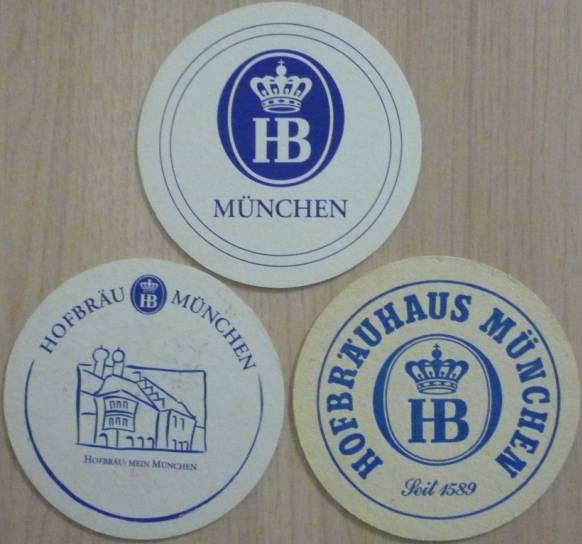 HB
MÜNCHEN
HOFBRÄU HB MÜNCHEN
HOFBRÄU: MEIN MÜNCHEN
HOFBRÄUHAUS MÜNCHEN
HB
Seit 1589